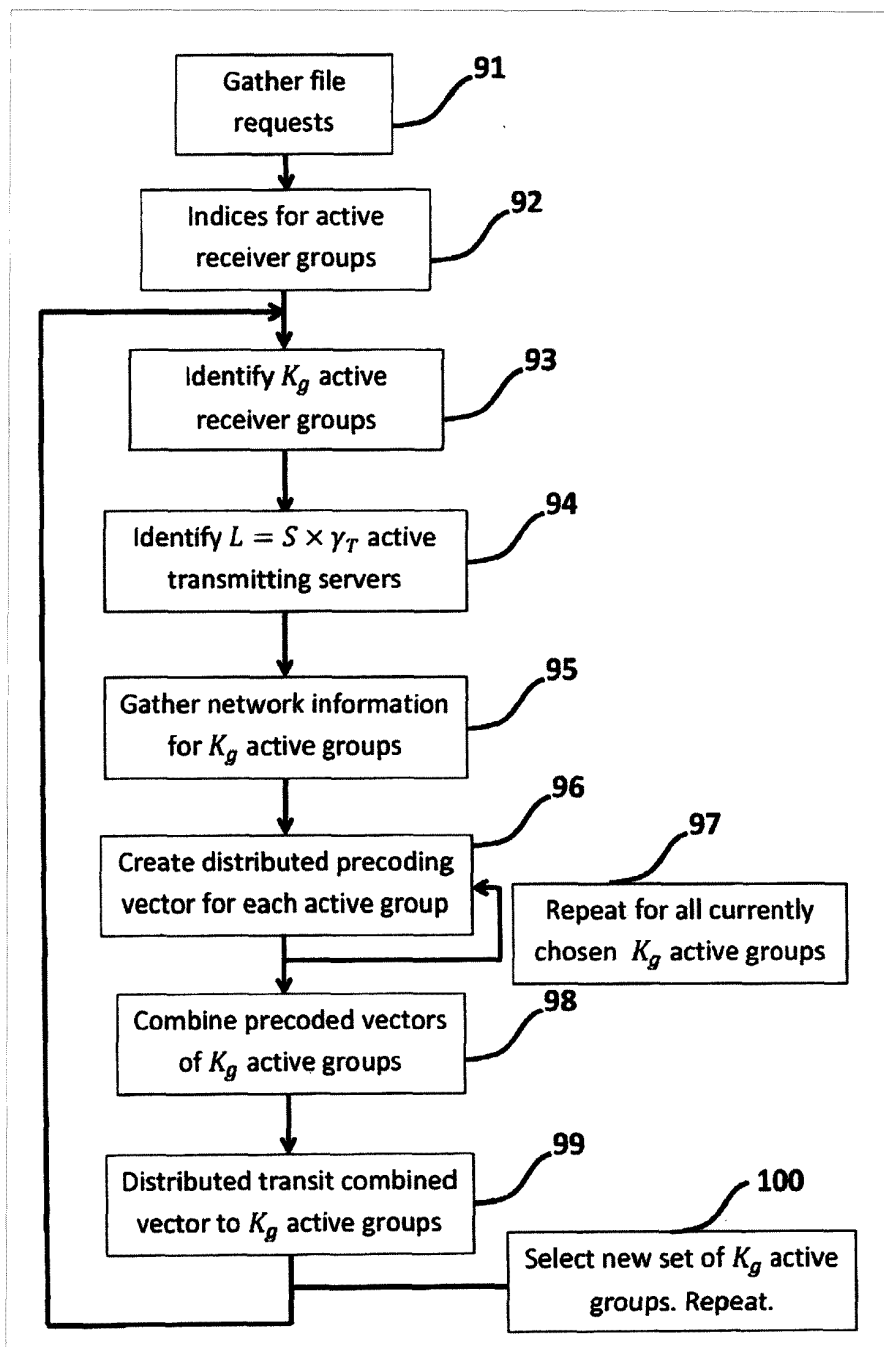 Gather file
requests
91
Indices for active
receiver groups
92
Identify K_g active
receiver groups
93
Identify L = S × γ_T active
transmitting servers
94
Gather network information
for K_g active groups
95
Create distributed precoding
vector for each active group
96
Repeat for all currently
chosen K_g active groups
97
Combine precoded vectors
of K_g active groups
98
Distributed transit combined
vector to K_g active groups
99
Select new set of K_g active
groups. Repeat.
100